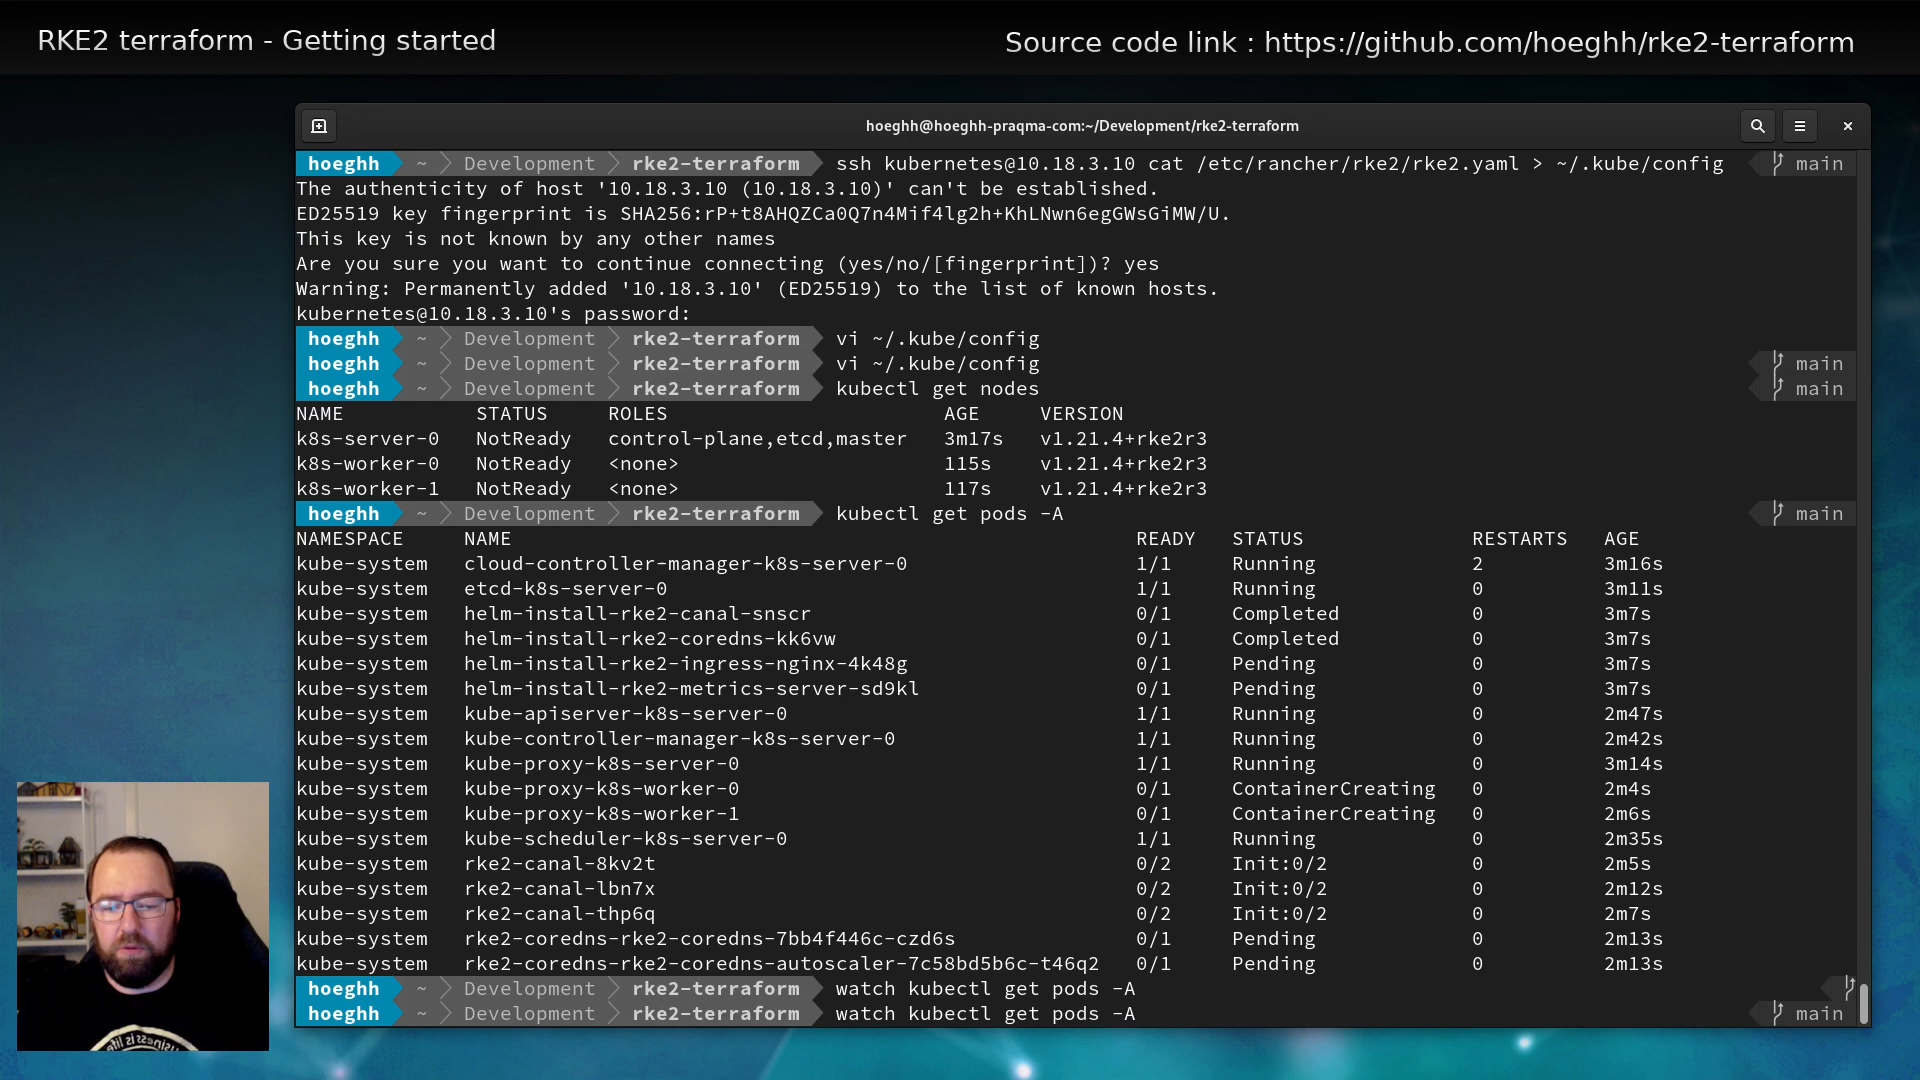 RKE2 terraform - Getting started
Source code link : https://github.com/hoeghh/rke2-terraform
hoeghh@hoeghh-praqma-com:~/Development/rke2-terraform
hoeghh ~ Development rke2-terraform ssh kubernetes@10.18.3.10 cat /etc/rancher/rke2/rke2.yaml > ~/.kube/config main
The authenticity of host '10.18.3.10 (10.18.3.10)' can't be established.
ED25519 key fingerprint is SHA256:rP+t8AHQZCa0Q7n4Mif4lg2h+KhLNwn6egGWsGiMW/U.
This key is not known by any other names
Are you sure you want to continue connecting (yes/no/[fingerprint])? yes
Warning: Permanently added '10.18.3.10' (ED25519) to the list of known hosts.
kubernetes@10.18.3.10's password:
hoeghh ~ Development rke2-terraform vi ~/.kube/config
hoeghh ~ Development rke2-terraform vi ~/.kube/config main
hoeghh ~ Development rke2-terraform kubectl get nodes main
NAME STATUS ROLES AGE VERSION
k8s-server-0 NotReady control-plane,etcd,master 3m17s v1.21.4+rke2r3
k8s-worker-0 NotReady <none> 115s v1.21.4+rke2r3
k8s-worker-1 NotReady <none> 117s v1.21.4+rke2r3
hoeghh ~ Development rke2-terraform kubectl get pods -A main
NAMESPACE NAME READY STATUS RESTARTS AGE
kube-system cloud-controller-manager-k8s-server-0 1/1 Running 2 3m16s
kube-system etcd-k8s-server-0 1/1 Running 0 3m11s
kube-system helm-install-rke2-canal-snscr 0/1 Completed 0 3m7s
kube-system helm-install-rke2-coredns-kk6vw 0/1 Completed 0 3m7s
kube-system helm-install-rke2-ingress-nginx-4k48g 0/1 Pending 0 3m7s
kube-system helm-install-rke2-metrics-server-sd9kl 0/1 Pending 0 3m7s
kube-system kube-apiserver-k8s-server-0 1/1 Running 0 2m47s
kube-system kube-controller-manager-k8s-server-0 1/1 Running 0 2m42s
kube-system kube-proxy-k8s-server-0 1/1 Running 0 3m14s
kube-system kube-proxy-k8s-worker-0 0/1 ContainerCreating 0 2m4s
kube-system kube-proxy-k8s-worker-1 0/1 ContainerCreating 0 2m6s
kube-system kube-scheduler-k8s-server-0 1/1 Running 0 2m35s
kube-system rke2-canal-8kv2t 0/2 Init:0/2 0 2m5s
kube-system rke2-canal-lbn7x 0/2 Init:0/2 0 2m12s
kube-system rke2-canal-thp6q 0/2 Init:0/2 0 2m7s
kube-system rke2-coredns-rke2-coredns-7bb4f446c-czd6s 0/1 Pending 0 2m13s
kube-system rke2-coredns-rke2-coredns-autoscaler-7c58bd5b6c-t46q2 0/1 Pending 0 2m13s
hoeghh ~ Development rke2-terraform watch kubectl get pods -A
hoeghh ~ Development rke2-terraform watch kubectl get pods -A main